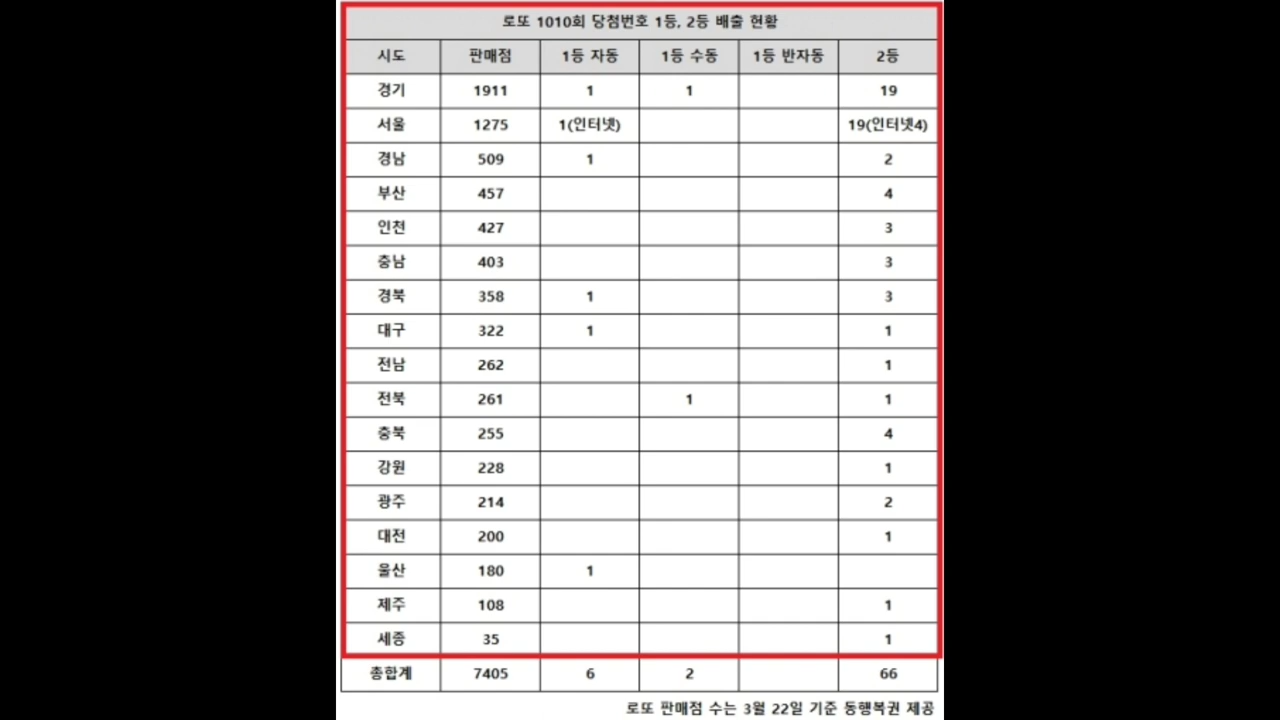 로또 1010회 당첨번호 1등, 2등 배출 현황
시도 판매점 1등 자동 1등 수동 1등 반자동 2등
경기 1911 1 1 19
서울 1275 1(인터넷) 19(인터넷4)
경남 509 1 2
부산 457 4
인천 427 3
충남 403 3
경북 358 1 3
대구 322 1 1
전남 262 1
전북 261 1 1
충북 255 4
강원 228 1
광주 214 2
대전 200 1
울산 180 1
제주 108 1
세종 35 1
총합계 7405 6 2 66
로또 판매점 수는 3월 22일 기준 동행복권 제공